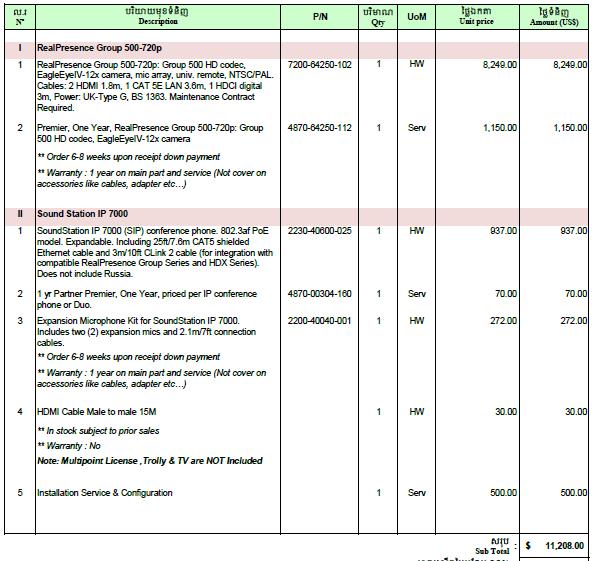 ល.រ បរិយាយមុខទំនិញ បរិមាណ ថ្លៃឯកតា ថ្លៃទំនិញ
N° Description P/N Qty UoM Unit price Amount (US$)
I RealPresence Group 500-720p
1 RealPresence Group 500-720p: Group 500 HD codec, 7200-64250-102 1 HW 8,249.00 8,249.00
EagleEyeIV-12x camera, mic array, univ. remote, NTSC/PAL.
Cables: 2 HDMI 1.8m, 1 CAT 5E LAN 3.6m, 1 HDCI digital
3m, Power: UK-Type G, BS 1363. Maintenance Contract
Required.
2 Premier, One Year, RealPresence Group 500-720p: Group 4870-64250-112 1 Serv 1,150.00 1,150.00
500 HD codec, EagleEyeIV-12x camera
** Order 6-8 weeks upon receipt down payment
** Warranty : 1 year on main part and service (Not cover on
accessories like cables, adapter etc…)
II Sound Station IP 7000
1 SoundStation IP 7000 (SIP) conference phone. 802.3af PoE 2230-40600-025 1 HW 937.00 937.00
model. Expandable. Including 25ft/7.6m CAT5 shielded
Ethernet cable and 3m/10ft CLink 2 cable (for integration with
compatible RealPresence Group Series and HDX Series).
Does not include Russia.
2 1 yr Partner Premier, One Year, priced per IP conference 4870-00304-160 1 Serv 70.00 70.00
phone or Duo.
3 Expansion Microphone Kit for SoundStation IP 7000. 2200-40040-001 1 HW 272.00 272.00
Includes two (2) expansion mics and 2.1m/7ft connection
cables.
** Order 6-8 weeks upon receipt down payment
** Warranty : 1 year on main part and service (Not cover on
accessories like cables, adapter etc…)
4 HDMI Cable Male to male 15M 1 HW 30.00 30.00
** In stock subject to prior sales
** Warranty : No
Note: Multipoint License ,Trolly & TV are NOT Included
5 Installation Service & Configuration 1 Serv 500.00 500.00
សរុប :
Sub Total $ 11,208.00